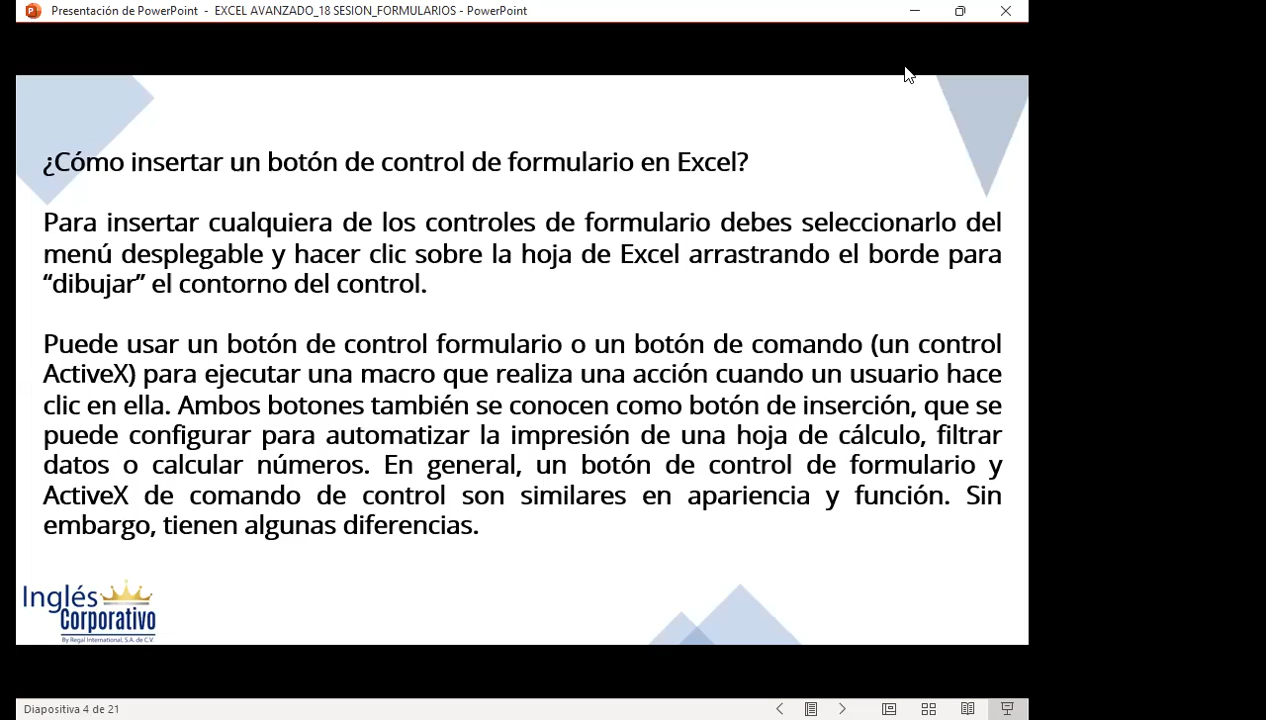 Presentación de PowerPoint - EXCEL AVANZADO_18 SESION_FORMULARIOS - PowerPoint
¿Cómo insertar un botón de control de formulario en Excel?
Para insertar cualquiera de los controles de formulario debes seleccionarlo del
menú desplegable y hacer clic sobre la hoja de Excel arrastrando el borde para
“dibujar” el contorno del control.
Puede usar un botón de control formulario o un botón de comando (un control
ActiveX) para ejecutar una macro que realiza una acción cuando un usuario hace
clic en ella. Ambos botones también se conocen como botón de inserción, que se
puede configurar para automatizar la impresión de una hoja de cálculo, filtrar
datos o calcular números. En general, un botón de control de formulario y
ActiveX de comando de control son similares en apariencia y función. Sin
embargo, tienen algunas diferencias.
Inglés
Corporativo
By Regal International, S.A. de C.V.
Diapositiva 4 de 21